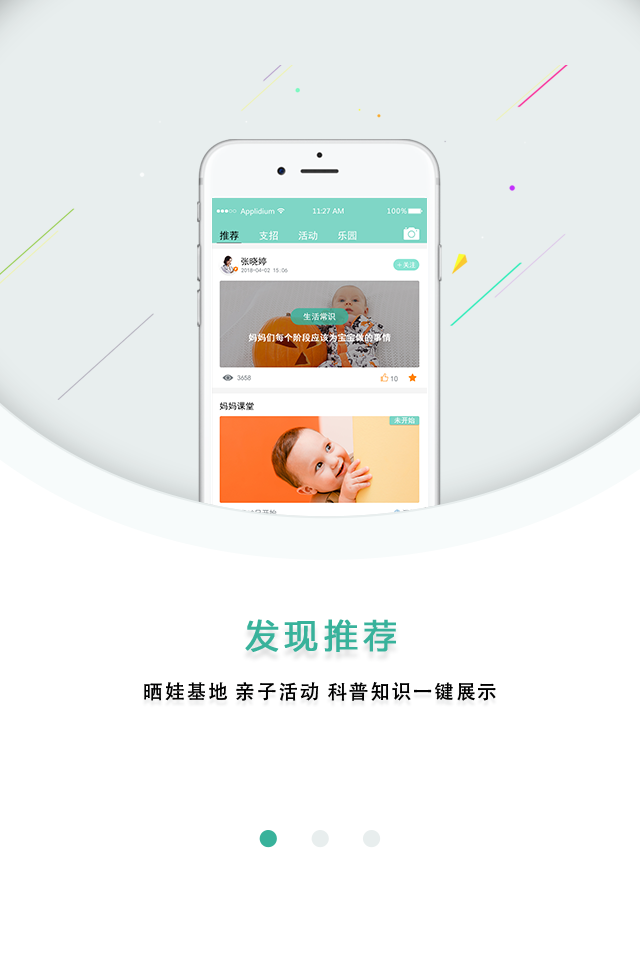 Applidium 11:27 AM 100%
推荐 支招 活动 乐园
张晓婷
2018-04-02 15:06
+关注
生活常识
妈妈们每个阶段应该为宝宝做的事情
3658 10
妈妈课堂
未开始
发现推荐
晒娃基地 亲子活动 科普知识一键展示